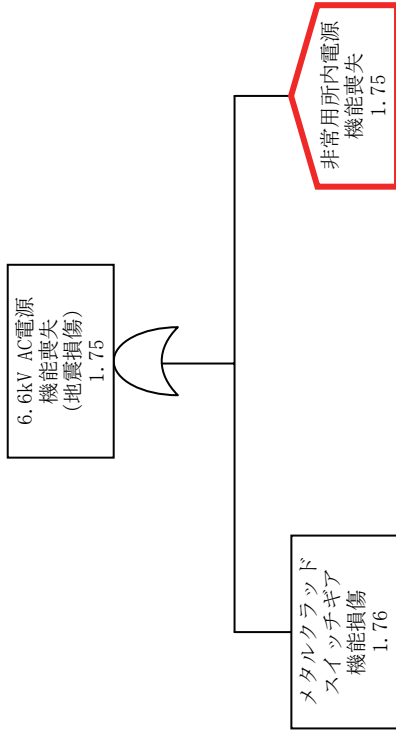 6.6kV AC電源
機能喪失
(地震損傷)
1.75
メタルクラッド
スイッチギア
機能損傷
1.76
非常用所内電源
機能喪失
1.75